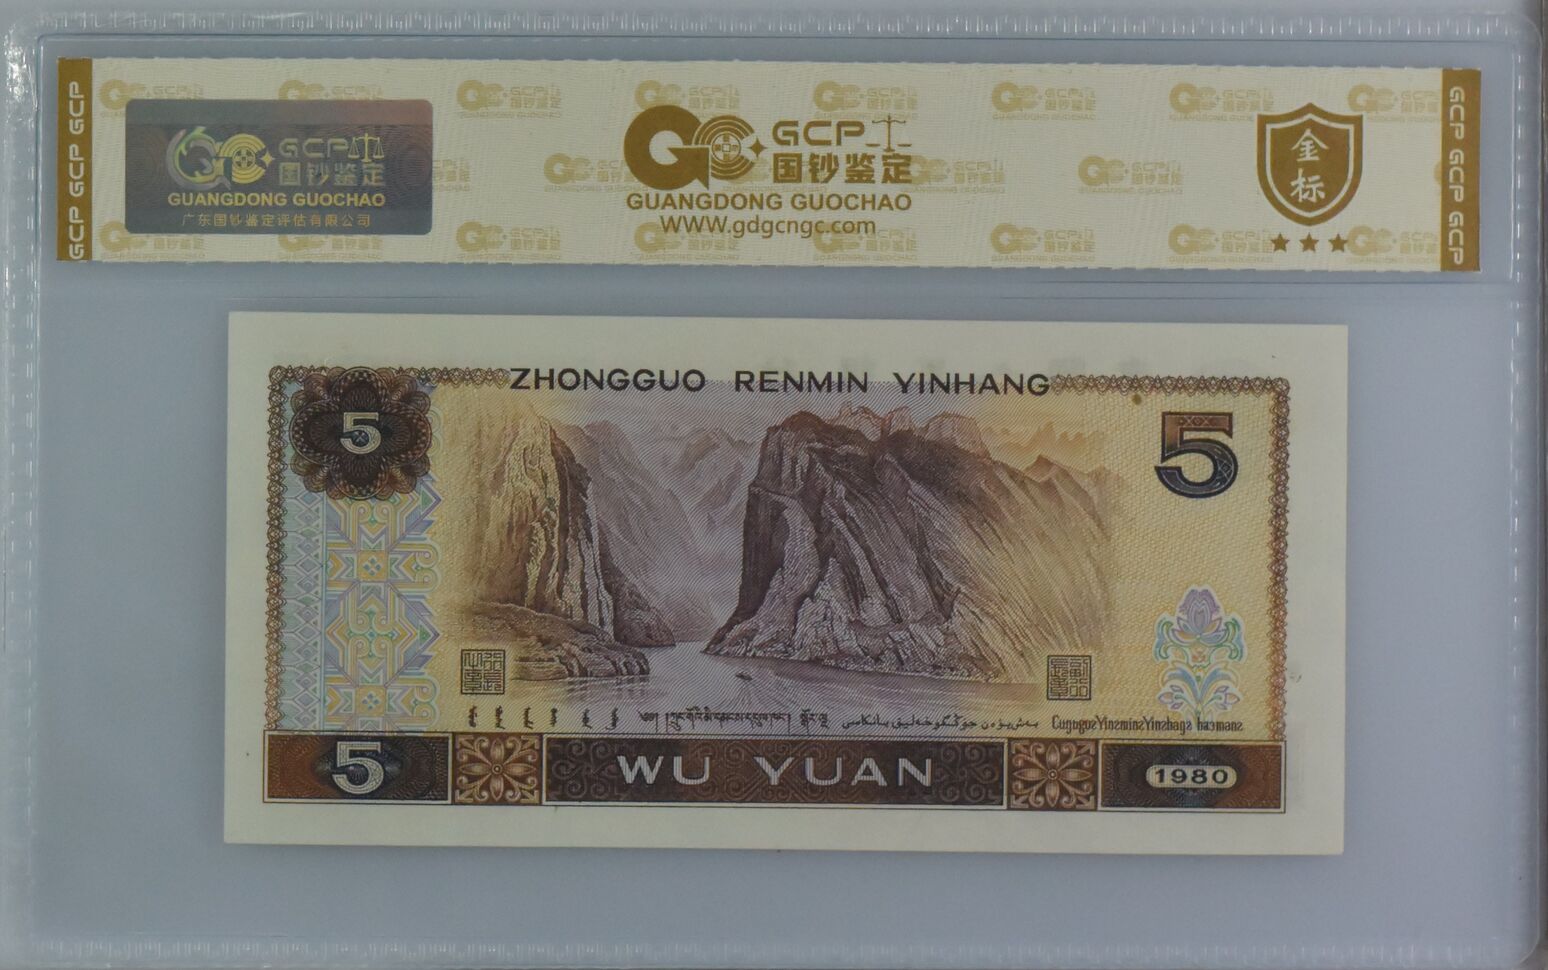 GCP GCP GCP
GCP 国钞鉴定
GUANGDONG GUOCHAO
广东国钞鉴定评估有限公司
GCP
国钞鉴定
GUANGDONG GUOCHAO
WWW.gdgcngc.com
金标
GCP GCP GCP
ZHONGGUO RENMIN YINHANG
5
5
5
WU YUAN
1980